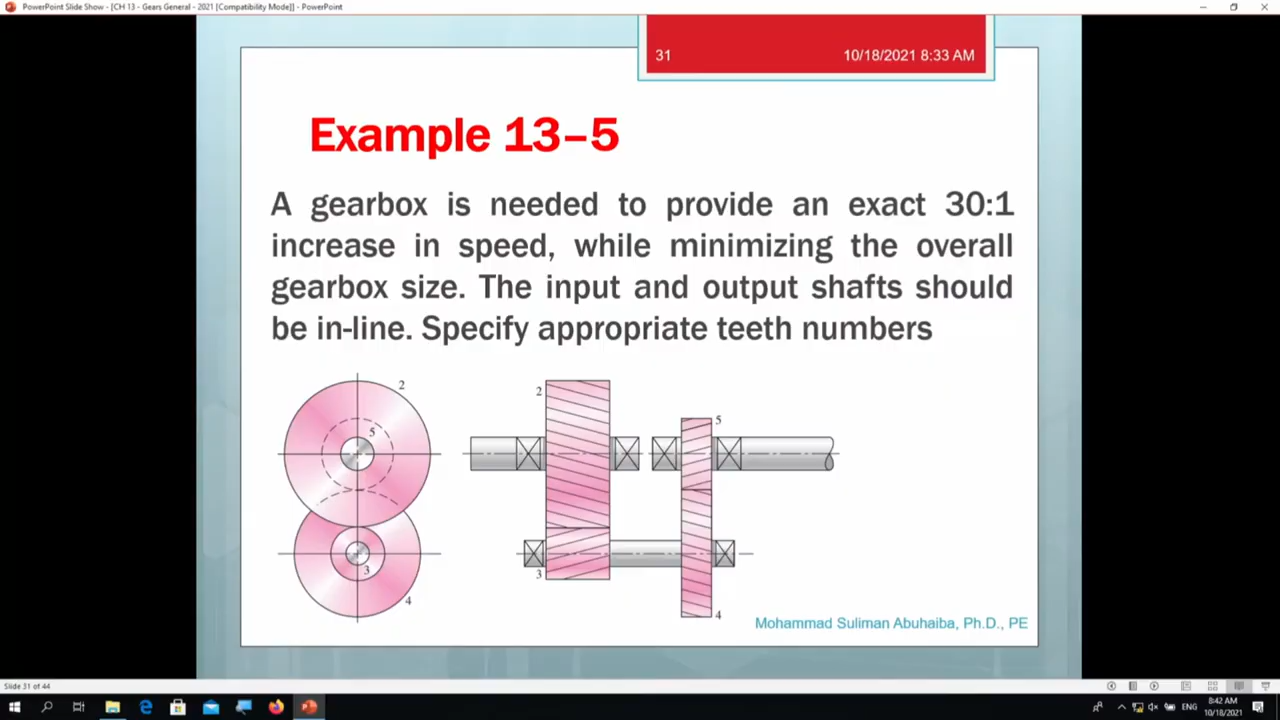 PowerPoint Slide Show - [CH 13 - Gears General - 2021 [Compatibility Mode]] - PowerPoint
31 10/18/2021 8:33 AM
Example 13–5
A gearbox is needed to provide an exact 30:1
increase in speed, while minimizing the overall
gearbox size. The input and output shafts should
be in-line. Specify appropriate teeth numbers
2
5
3
4
2
5
3
4
Mohammad Suliman Abuhaiba, Ph.D., PE
Slide 31 of 44
ENG
8:42 AM
10/18/2021